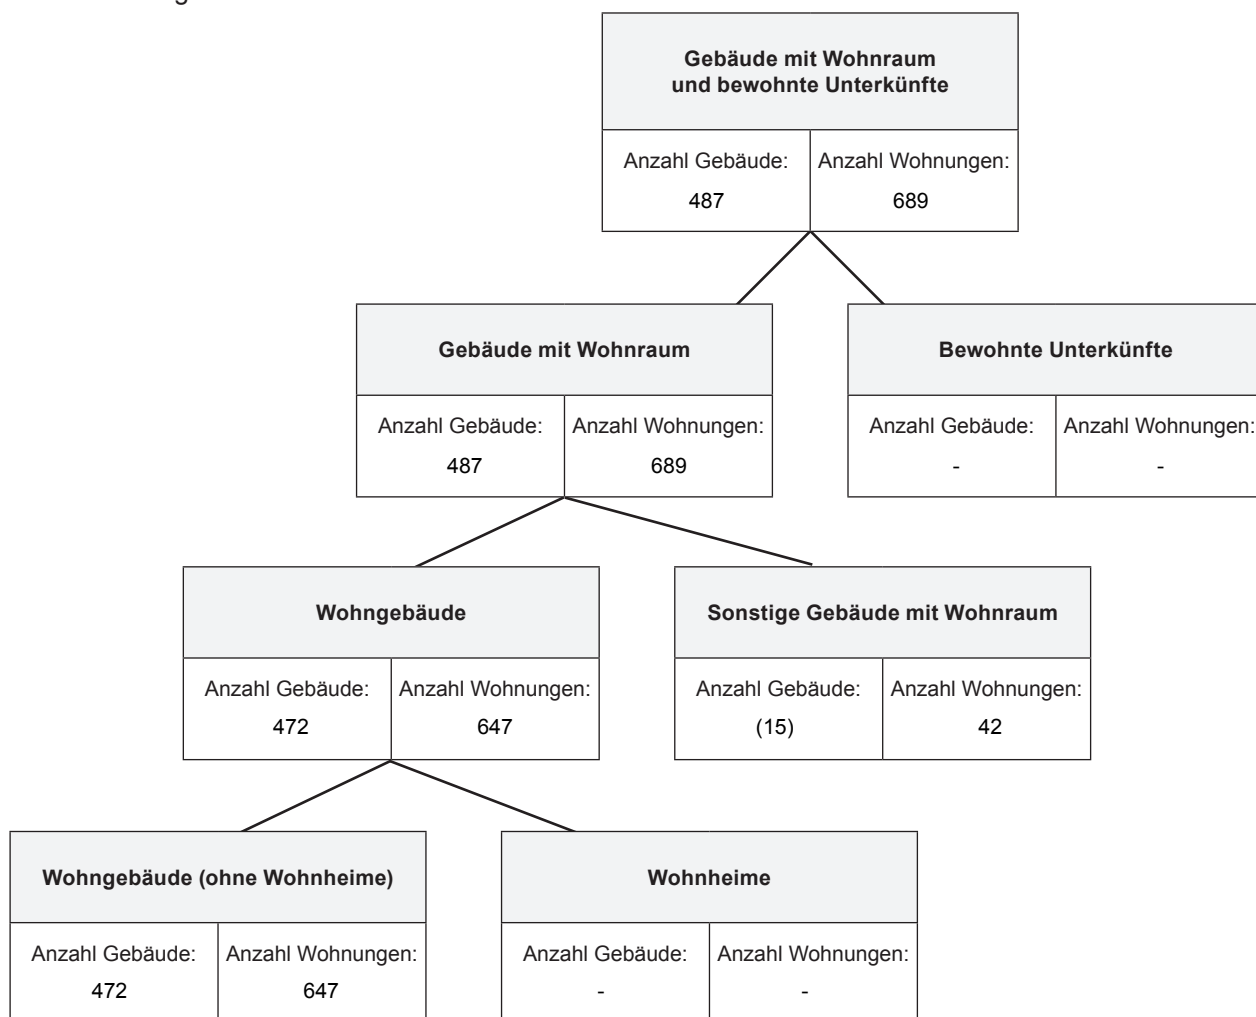 Gebäude mit Wohnraum
und bewohnte Unterkünfte
Anzahl Gebäude: Anzahl Wohnungen:
487 689
Gebäude mit Wohnraum Bewohnte Unterkünfte
Anzahl Gebäude: Anzahl Wohnungen: Anzahl Gebäude: Anzahl Wohnungen:
487 689 - -
Wohngebäude Sonstige Gebäude mit Wohnraum
Anzahl Gebäude: Anzahl Wohnungen: Anzahl Gebäude: Anzahl Wohnungen:
472 647 (15) 42
Wohngebäude (ohne Wohnheime) Wohnheime
Anzahl Gebäude: Anzahl Wohnungen: Anzahl Gebäude: Anzahl Wohnungen:
472 647 - -